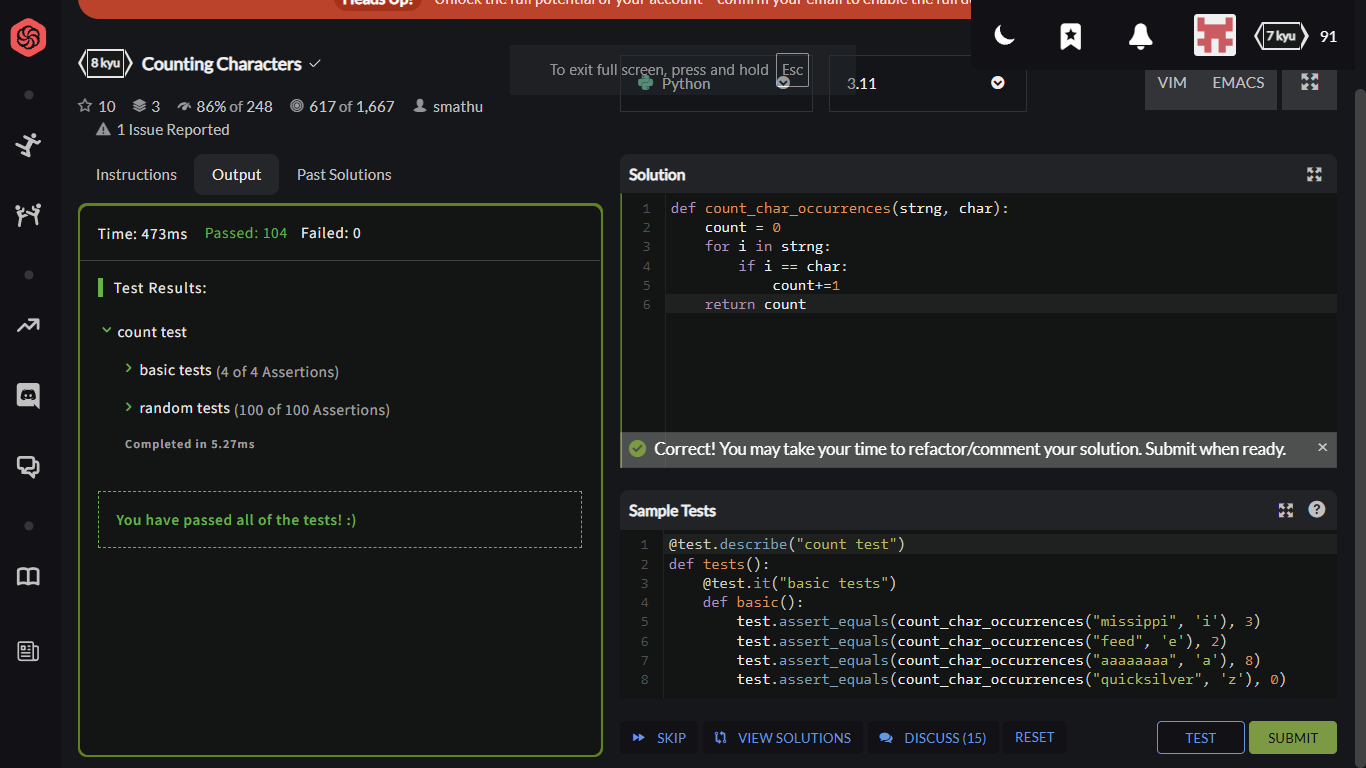 Heads Up! Unlock the full potential of your account - confirm your email to enable the full
To exit full screen, press and hold Esc
7 kyu 91
8 kyu Counting Characters
Python 3.11
VIM EMACS
10 3 86% of 248 617 of 1,667 smathu
1 Issue Reported
Instructions Output Past Solutions
Time: 473ms Passed: 104 Failed: 0
Test Results:
count test
basic tests (4 of 4 Assertions)
random tests (100 of 100 Assertions)
Completed in 5.27ms
You have passed all of the tests! :)
Solution
1 def count_char_occurrences(strng, char):
2 count = 0
3 for i in strng:
4 if i == char:
5 count+=1
6 return count
Correct! You may take your time to refactor/comment your solution. Submit when ready. ×
Sample Tests
1 @test.describe("count test")
2 def tests():
3 @test.it("basic tests")
4 def basic():
5 test.assert_equals(count_char_occurrences("missippi", 'i'), 3)
6 test.assert_equals(count_char_occurrences("feed", 'e'), 2)
7 test.assert_equals(count_char_occurrences("aaaaaaaa", 'a'), 8)
8 test.assert_equals(count_char_occurrences("quicksilver", 'z'), 0)
SKIP VIEW SOLUTIONS DISCUSS (15) RESET TEST SUBMIT